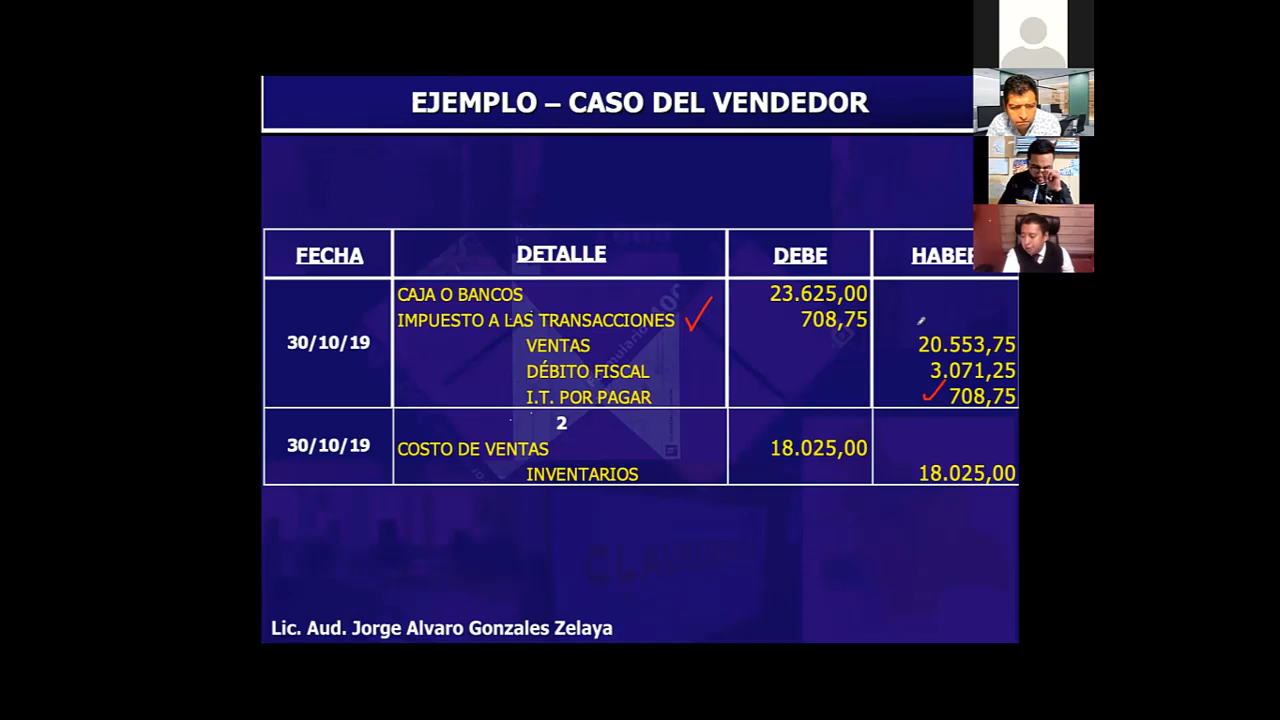 EJEMPLO – CASO DEL VENDEDOR
FECHA DETALLE DEBE HABER
CAJA O BANCOS 23.625,00
IMPUESTO A LAS TRANSACCIONES 708,75
30/10/19
VENTAS 20.553,75
DÉBITO FISCAL 3.071,25
I.T. POR PAGAR 708,75
2
30/10/19
COSTO DE VENTAS 18.025,00
INVENTARIOS 18.025,00
Lic. Aud. Jorge Alvaro Gonzales Zelaya